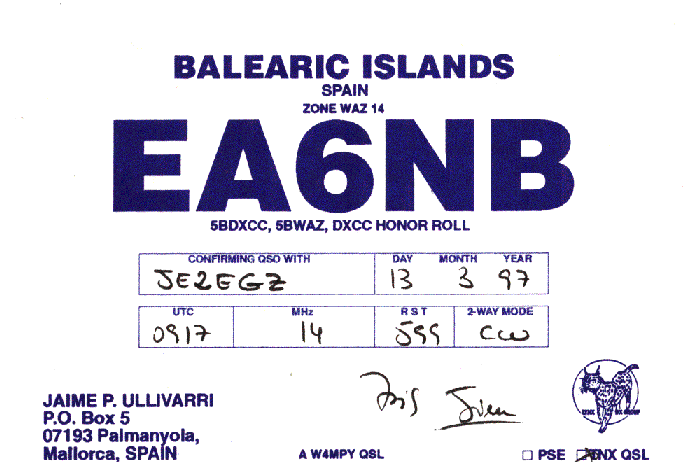 BALEARIC ISLANDS
SPAIN
ZONE WAZ 14
EA6NB
5BDXCC, 5BWAZ, DXCC HONOR ROLL
CONFIRMING QSO WITH DAY MONTH YEAR
JE2EGZ 13 3 97
UTC MHz RST 2-WAY MODE
0917 14 599 CW
JAIME P. ULLIVARRI
P.O. Box 5
07193 Palmanyola,
Mallorca, SPAIN
A W4MPY QSL
PSE TNX QSL